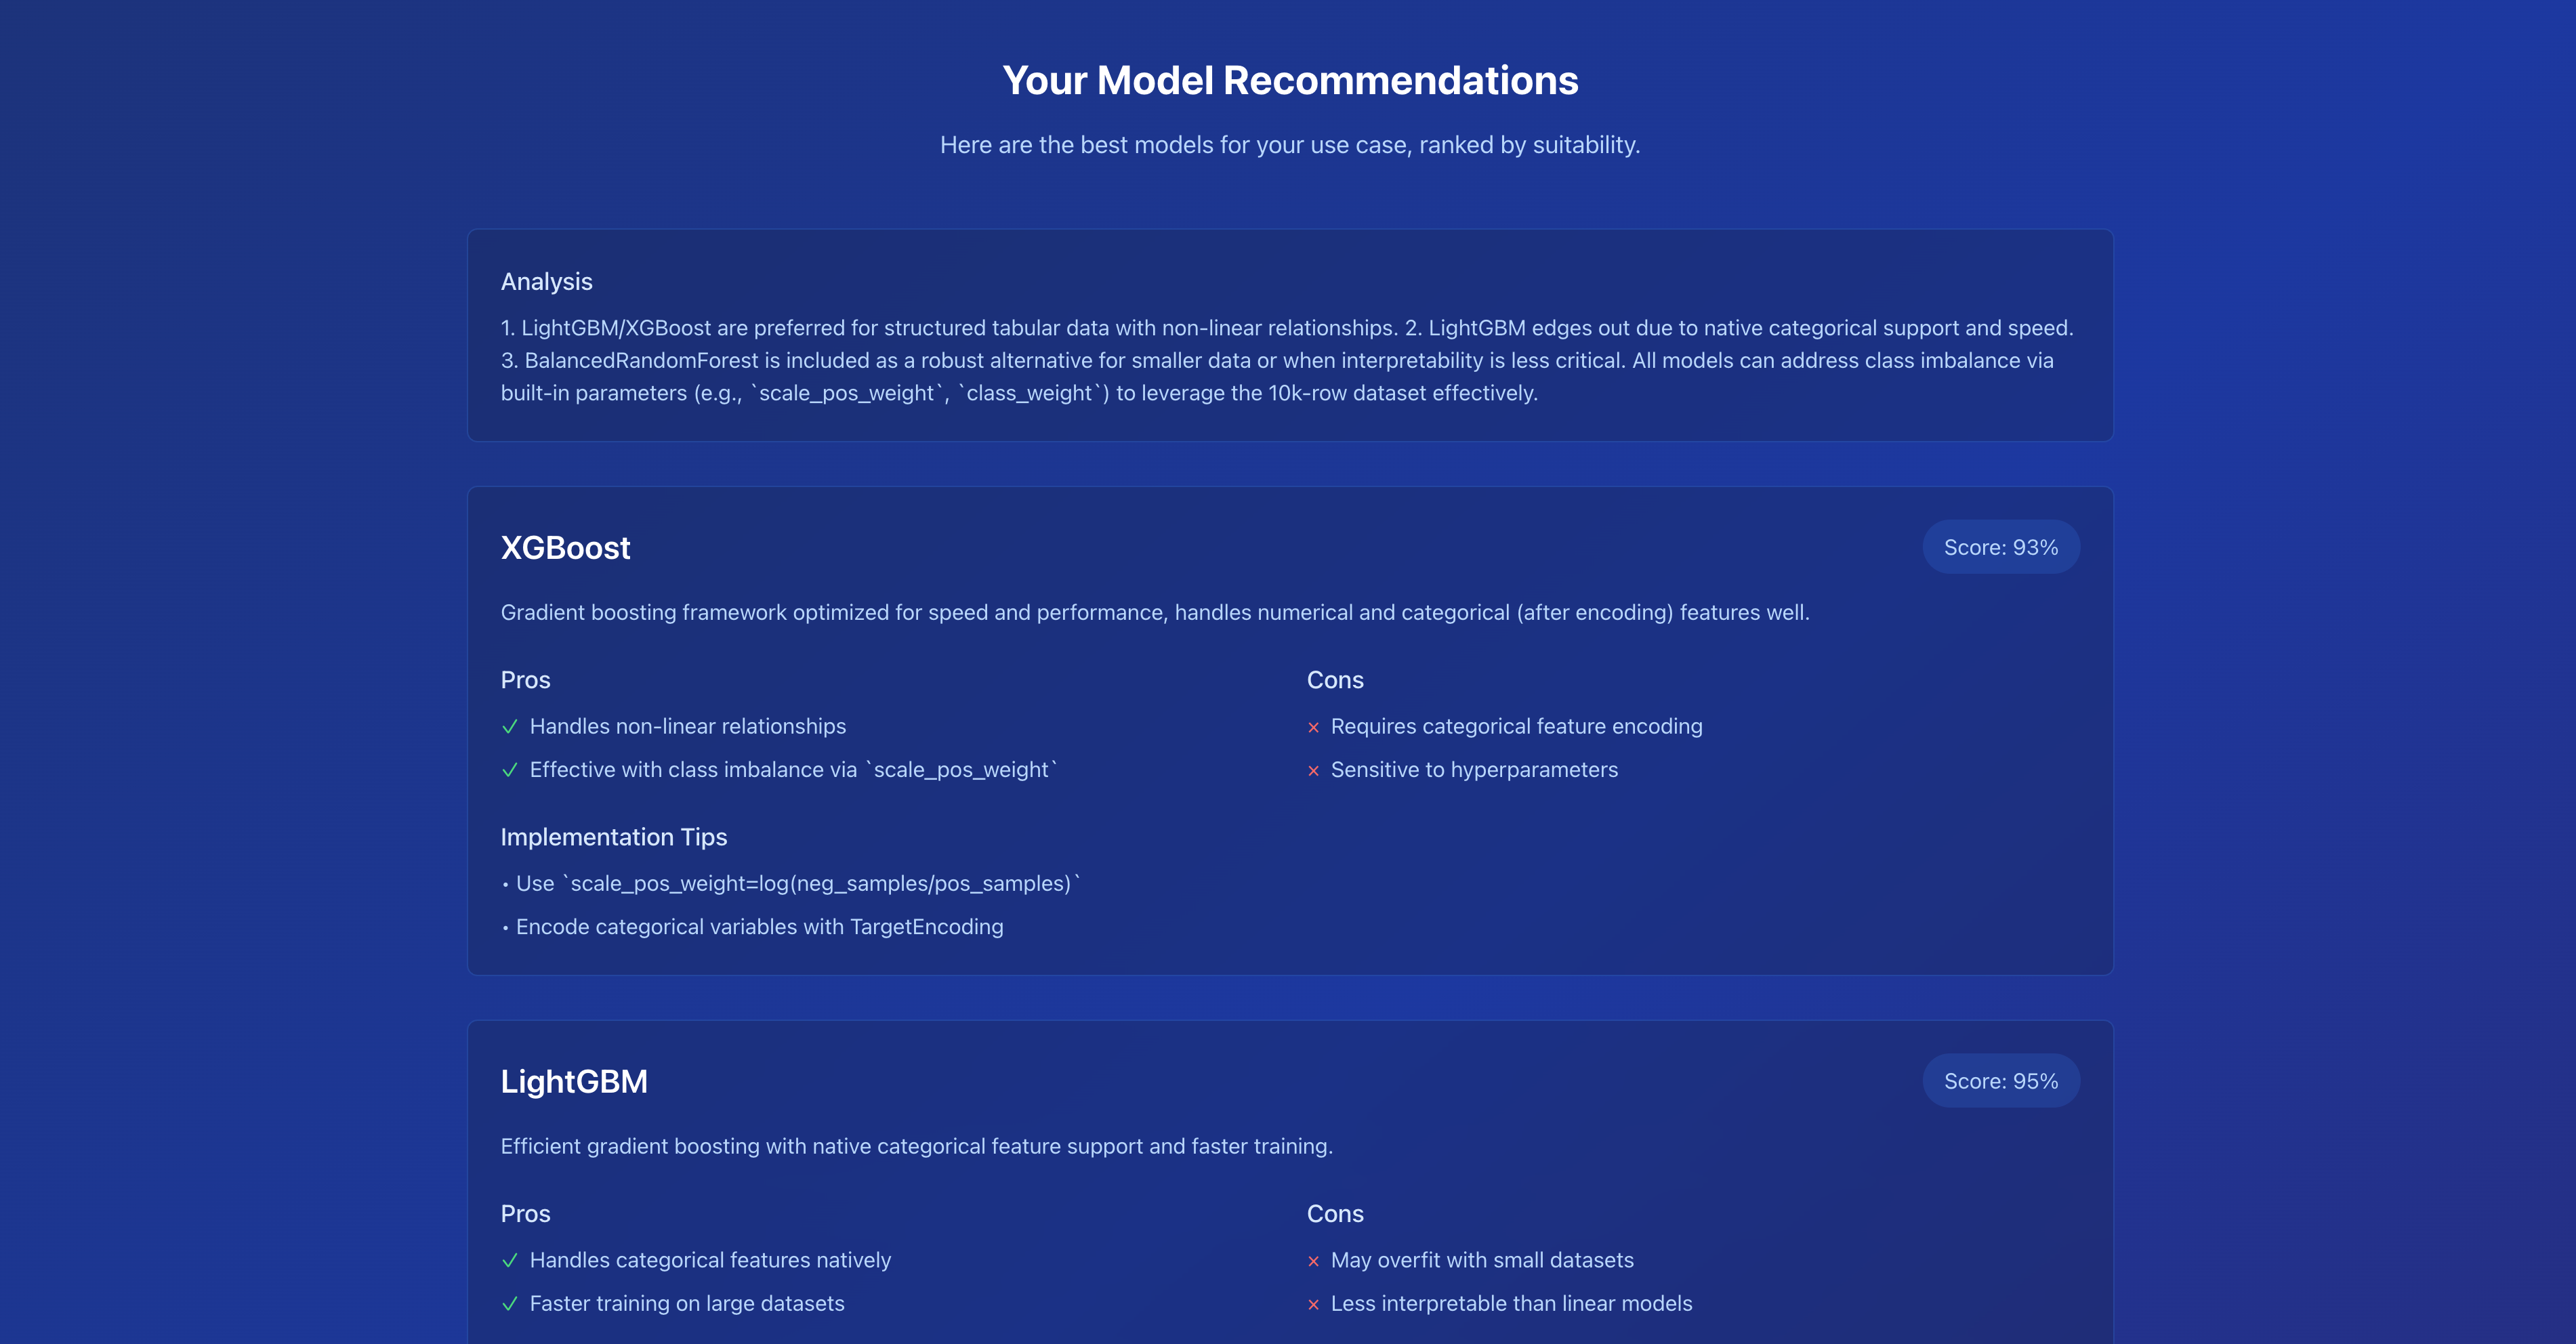 Your Model Recommendations
Here are the best models for your use case, ranked by suitability.
Analysis
1. LightGBM/XGBoost are preferred for structured tabular data with non-linear relationships. 2. LightGBM edges out due to native categorical support and speed.
3. BalancedRandomForest is included as a robust alternative for smaller data or when interpretability is less critical. All models can address class imbalance via
built-in parameters (e.g., `scale_pos_weight`, `class_weight`) to leverage the 10k-row dataset effectively.
XGBoost
Score: 93%
Gradient boosting framework optimized for speed and performance, handles numerical and categorical (after encoding) features well.
Pros
✓ Handles non-linear relationships
✓ Effective with class imbalance via `scale_pos_weight`
Cons
× Requires categorical feature encoding
× Sensitive to hyperparameters
Implementation Tips
• Use `scale_pos_weight=log(neg_samples/pos_samples)`
• Encode categorical variables with TargetEncoding
LightGBM
Score: 95%
Efficient gradient boosting with native categorical feature support and faster training.
Pros
✓ Handles categorical features natively
✓ Faster training on large datasets
Cons
× May overfit with small datasets
× Less interpretable than linear models